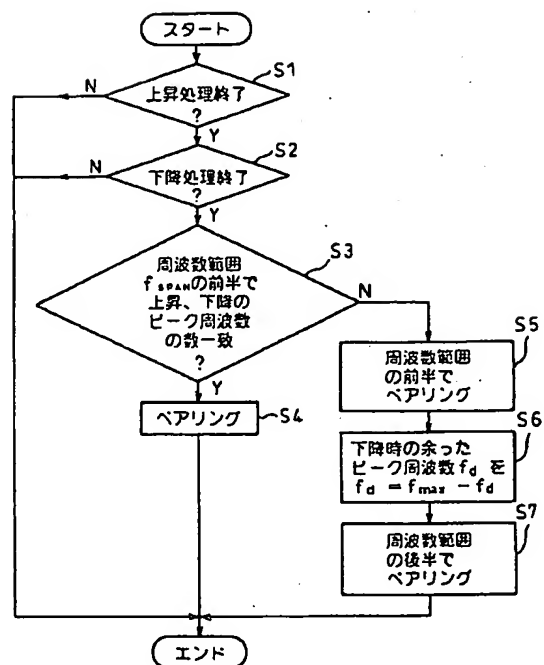 スタート
S1
N
上昇処理終了
?
Y
S2
N
下降処理終了
?
Y
S3
周波数範囲
fSPANの前半で
上昇、下降の
ピーク周波数
の数一致
?
N
Y
S4
ペアリング
S5
周波数範囲
の前半で
ペアリング
S6
下降時の余った
ピーク周波数fdを
fd=fmax-fd
S7
周波数範囲
の後半で
ペアリング
エンド